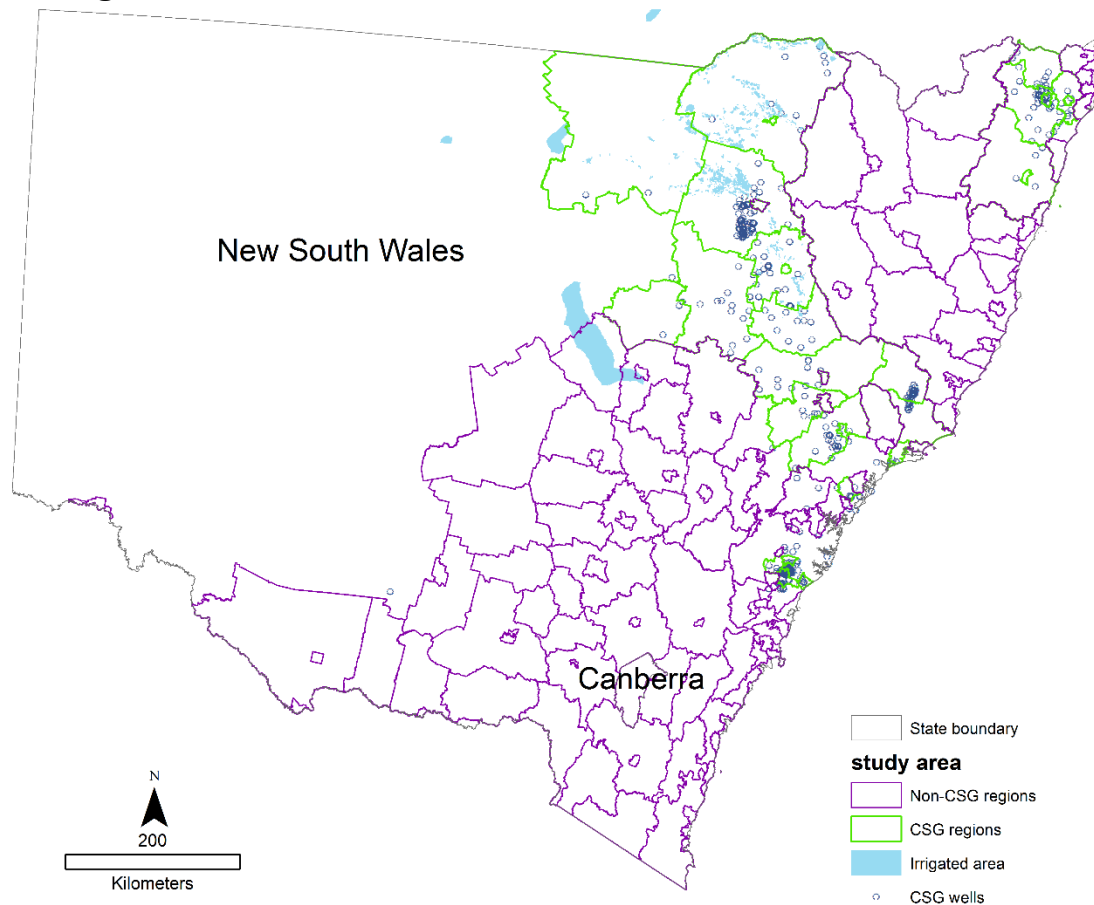 New South Wales
Canberra
N
200
Kilometers
State boundary
study area
Non-CSG regions
CSG regions
Irrigated area
CSG wells